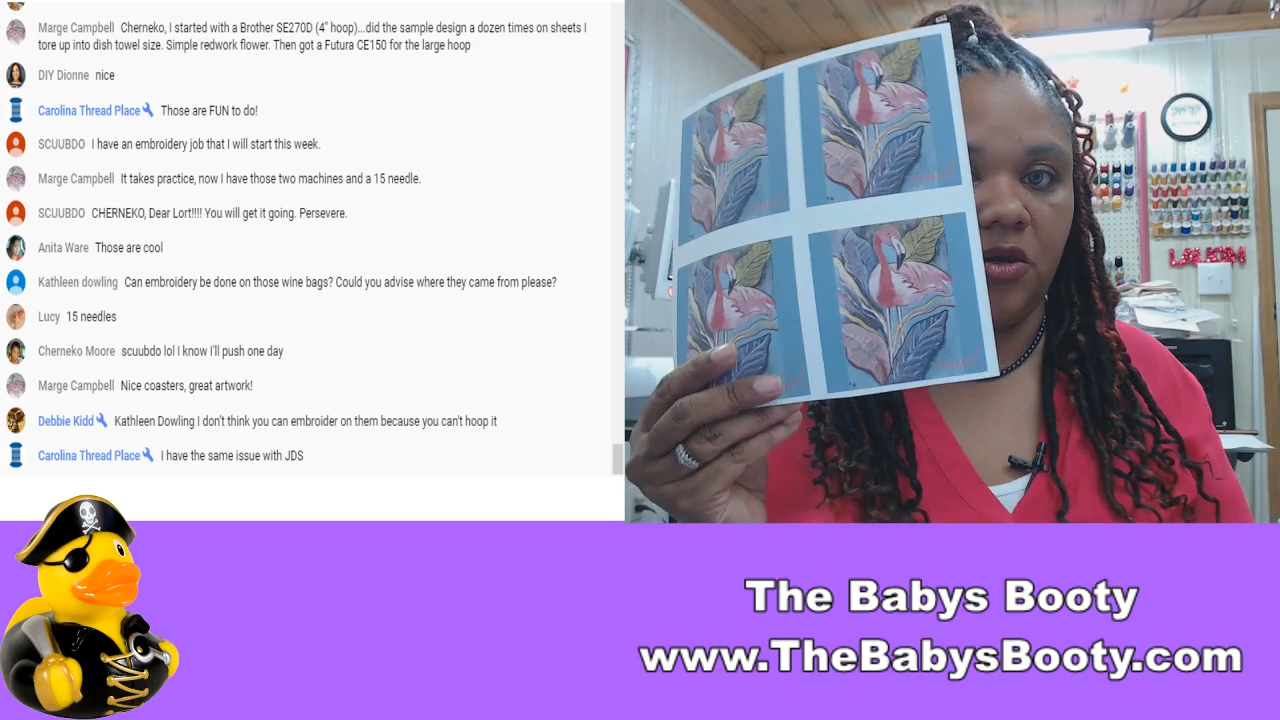 Marge Campbell Cherneko, I started with a Brother SE270D (4" hoop)...did the sample design a dozen times on sheets I
tore up into dish towel size. Simple redwork flower. Then got a Futura CE150 for the large hoop
DIY Dionne nice
Carolina Thread Place Those are FUN to do!
SCUUBDO I have an embroidery job that I will start this week.
Marge Campbell It takes practice, now I have those two machines and a 15 needle.
SCUUBDO CHERNEKO, Dear Lort!!!! You will get it going. Persevere.
Anita Ware Those are cool
Kathleen dowling Can embroidery be done on those wine bags? Could you advise where they came from please?
Lucy 15 needles
Cherneko Moore scuubdo lol I know I'll push one day
Marge Campbell Nice coasters, great artwork!
Debbie Kidd Kathleen Dowling I don't think you can embroider on them because you can't hoop it
Carolina Thread Place I have the same issue with JDS
The Babys Booty
www.TheBabysBooty.com